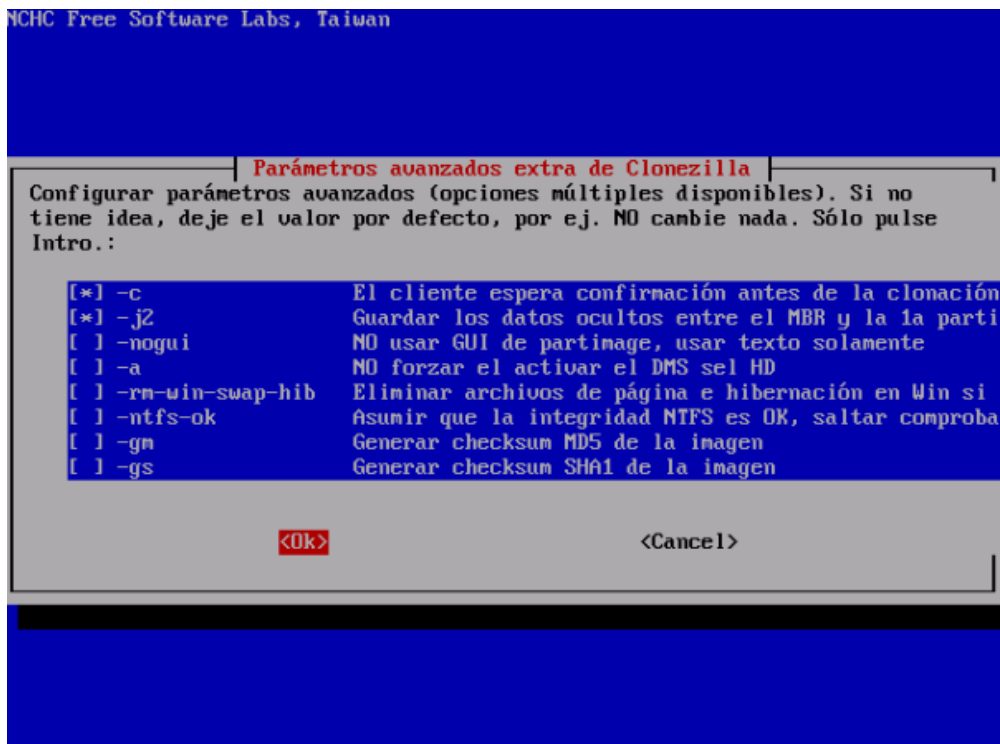 NCHC Free Software Labs, Taiwan
Parámetros avanzados extra de Clonezilla
Configurar parámetros avanzados (opciones múltiples disponibles). Si no
tiene idea, deje el valor por defecto, por ej. NO cambie nada. Sólo pulse
Intro.:
[*] -c El cliente espera confirmación antes de la clonación
[*] -j2 Guardar los datos ocultos entre el MBR y la 1a parti
[ ] -nogui NO usar GUI de partimage, usar texto solamente
[ ] -a NO forzar el activar el DMS sel HD
[ ] -rm-win-swap-hib Eliminar archivos de página e hibernación en Win si
[ ] -ntfs-ok Asumir que la integridad NTFS es OK, saltar comproba
[ ] -gm Generar checksum MD5 de la imagen
[ ] -gs Generar checksum SHA1 de la imagen
<Ok> <Cancel>